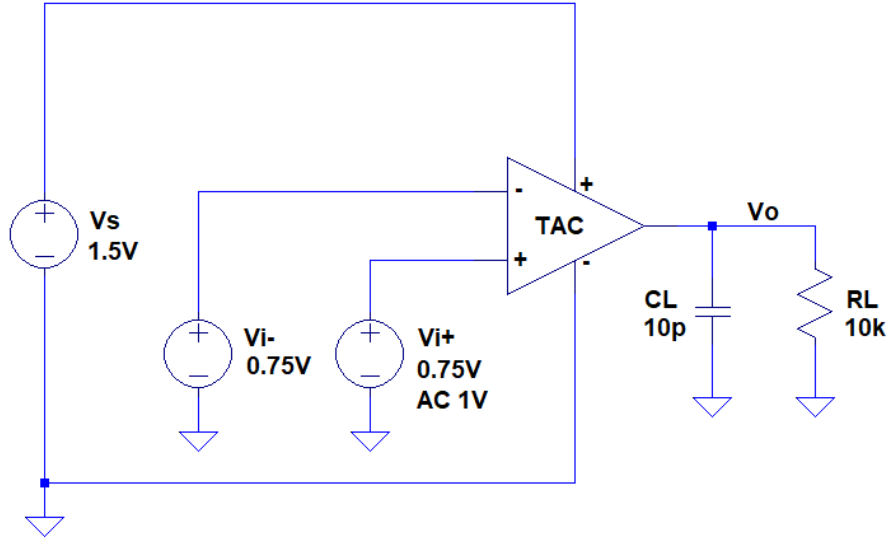 +
-
+
Vs
1.5V
TAC
Vo
+
-
+
Vi-
0.75V
+
Vi+
0.75V
AC 1V
CL
10p
RL
10k